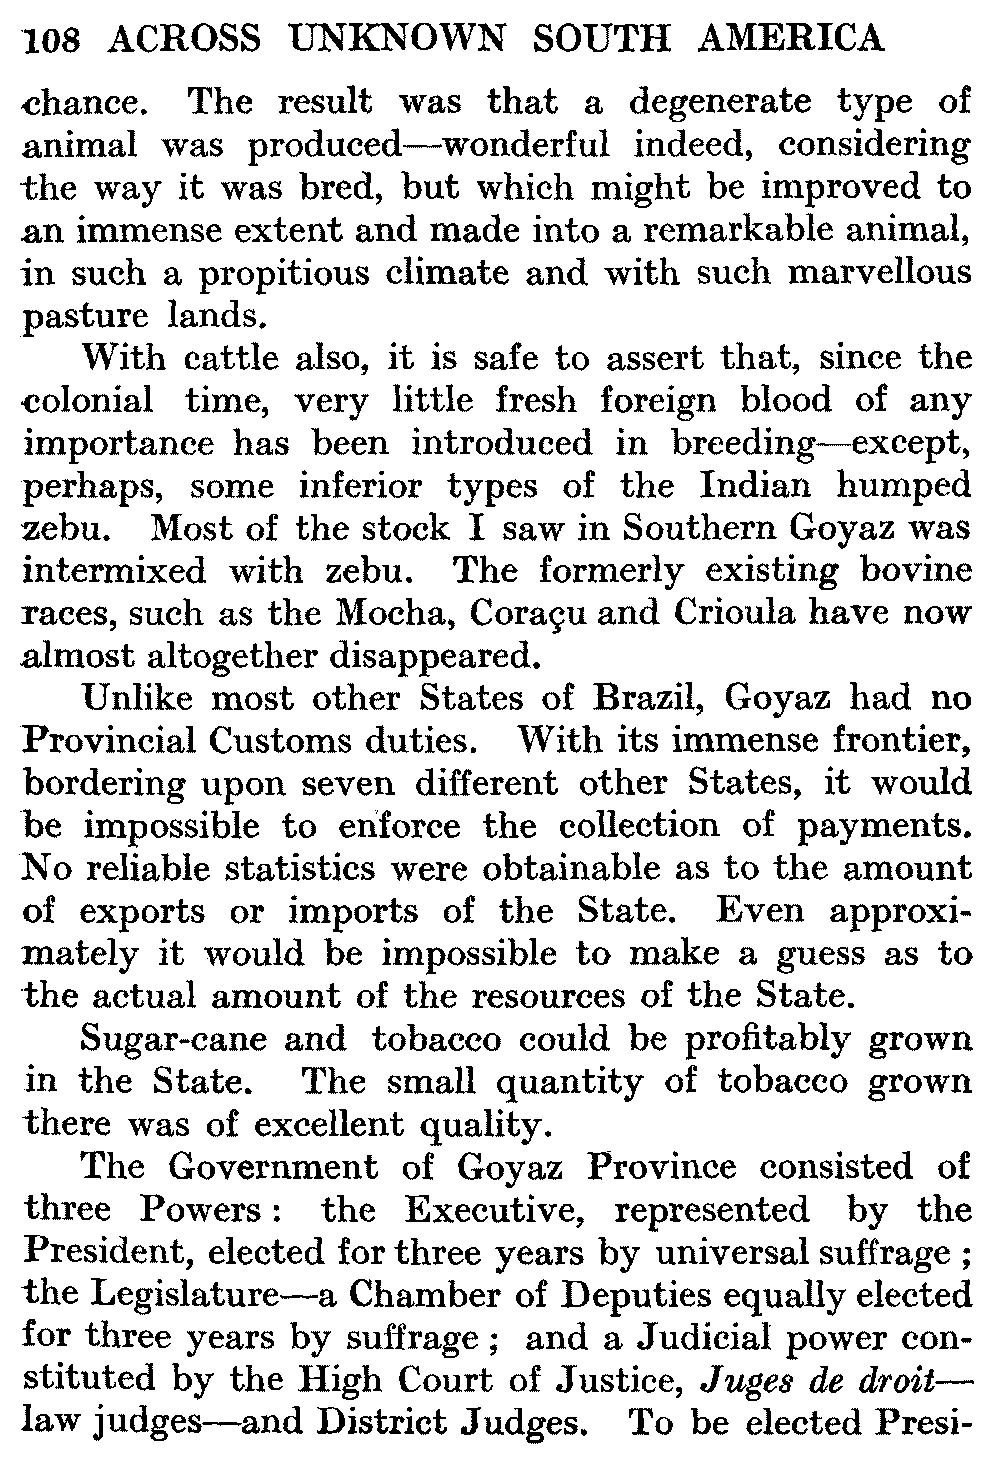 108 ACROSS UNKNOWN SOUTH AMERICA
chance. The result was that a degenerate type of
animal was produced—wonderful indeed, considering
the way it was bred, but which might be improved to
an immense extent and made into a remarkable animal,
in such a propitious climate and with such marvellous
pasture lands.
With cattle also, it is safe to assert that, since the
colonial time, very little fresh foreign blood of any
importance has been introduced in breeding—except,
perhaps, some inferior types of the Indian humped
zebu. Most of the stock I saw in Southern Goyaz was
intermixed with zebu. The formerly existing bovine
races, such as the Mocha, Coraçu and Crioula have now
almost altogether disappeared.
Unlike most other States of Brazil, Goyaz had no
Provincial Customs duties. With its immense frontier,
bordering upon seven different other States, it would
be impossible to enforce the collection of payments.
No reliable statistics were obtainable as to the amount
of exports or imports of the State. Even approxi-
mately it would be impossible to make a guess as to
the actual amount of the resources of the State.
Sugar-cane and tobacco could be profitably grown
in the State. The small quantity of tobacco grown
there was of excellent quality.
The Government of Goyaz Province consisted of
three Powers : the Executive, represented by the
President, elected for three years by universal suffrage ;
the Legislature—a Chamber of Deputies equally elected
for three years by suffrage ; and a Judicial power con-
stituted by the High Court of Justice, Juges de droit—
law judges—and District Judges. To be elected Presi-